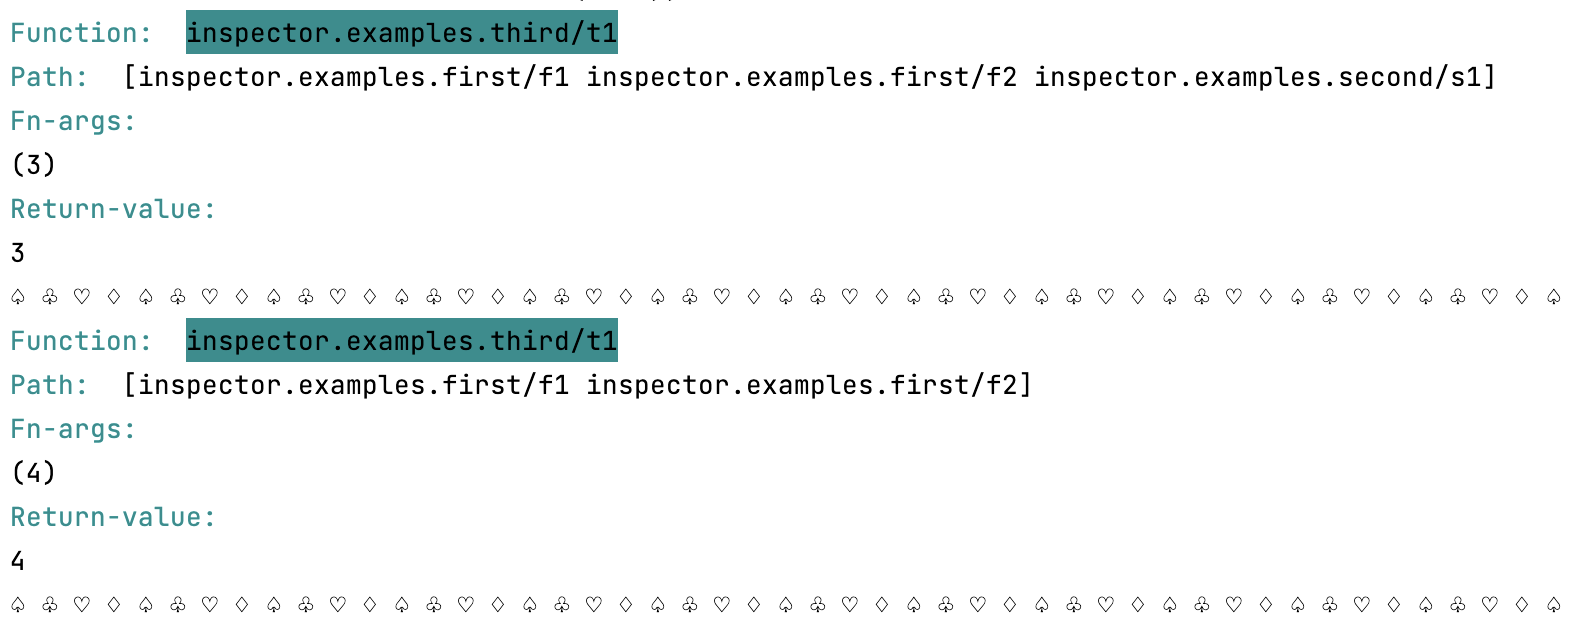 Function:  inspector.examples.third/t1
Path:  [inspector.examples.first/f1 inspector.examples.first/f2 inspector.examples.second/s1]
Fn-args:
(3)
Return-value:
3
♤ ♧ ♡ ♢ ♤ ♧ ♡ ♢ ♤ ♧ ♡ ♢ ♤ ♧ ♡ ♢ ♤ ♧ ♡ ♢ ♤ ♧ ♡ ♢ ♤ ♧ ♡ ♢ ♤ ♧ ♡ ♢ ♤ ♧ ♡ ♢ ♤ ♧ ♡ ♢ ♤ ♧ ♡ ♢ ♤ ♧ ♡ ♢ ♤
Function:  inspector.examples.third/t1
Path:  [inspector.examples.first/f1 inspector.examples.first/f2]
Fn-args:
(4)
Return-value:
4
♤ ♧ ♡ ♢ ♤ ♧ ♡ ♢ ♤ ♧ ♡ ♢ ♤ ♧ ♡ ♢ ♤ ♧ ♡ ♢ ♤ ♧ ♡ ♢ ♤ ♧ ♡ ♢ ♤ ♧ ♡ ♢ ♤ ♧ ♡ ♢ ♤ ♧ ♡ ♢ ♤ ♧ ♡ ♢ ♤ ♧ ♡ ♢ ♤